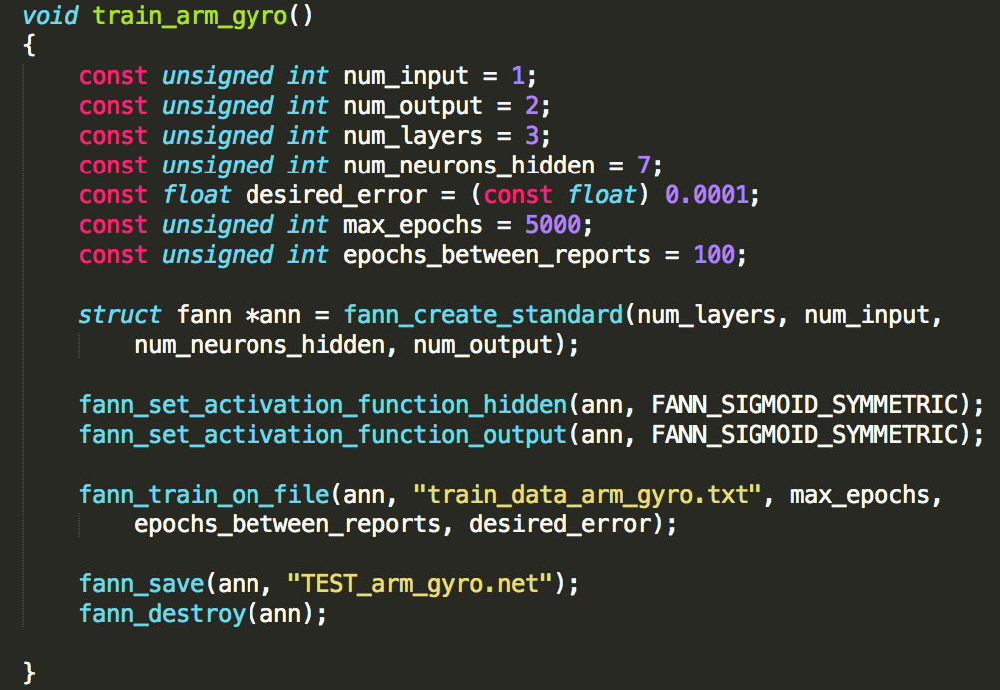 void train_arm_gyro()
{
    const unsigned int num_input = 1;
    const unsigned int num_output = 2;
    const unsigned int num_layers = 3;
    const unsigned int num_neurons_hidden = 7;
    const float desired_error = (const float) 0.0001;
    const unsigned int max_epochs = 5000;
    const unsigned int epochs_between_reports = 100;

    struct fann *ann = fann_create_standard(num_layers, num_input,
        num_neurons_hidden, num_output);

    fann_set_activation_function_hidden(ann, FANN_SIGMOID_SYMMETRIC);
    fann_set_activation_function_output(ann, FANN_SIGMOID_SYMMETRIC);

    fann_train_on_file(ann, "train_data_arm_gyro.txt", max_epochs,
        epochs_between_reports, desired_error);

    fann_save(ann, "TEST_arm_gyro.net");
    fann_destroy(ann);

}